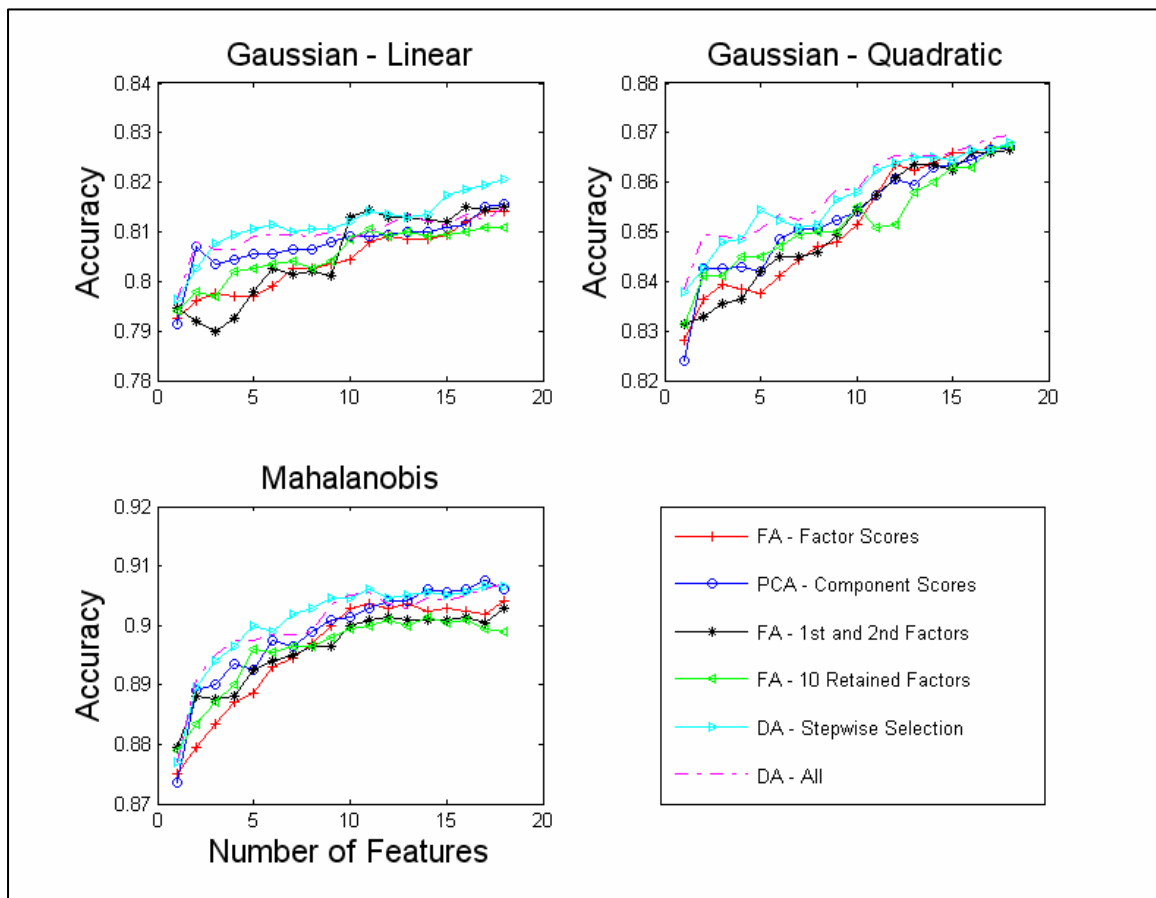 Gaussian - Linear
Accuracy
0.84
0.83
0.82
0.81
0.8
0.79
0.78
0
5
10
15
20
Gaussian - Quadratic
Accuracy
0.88
0.87
0.86
0.85
0.84
0.83
0.82
0
5
10
15
20
Mahalanobis
Accuracy
0.92
0.91
0.9
0.89
0.88
0.87
0
5
10
15
20
Number of Features
FA - Factor Scores
PCA - Component Scores
FA - 1st and 2nd Factors
FA - 10 Retained Factors
DA - Stepwise Selection
DA - All